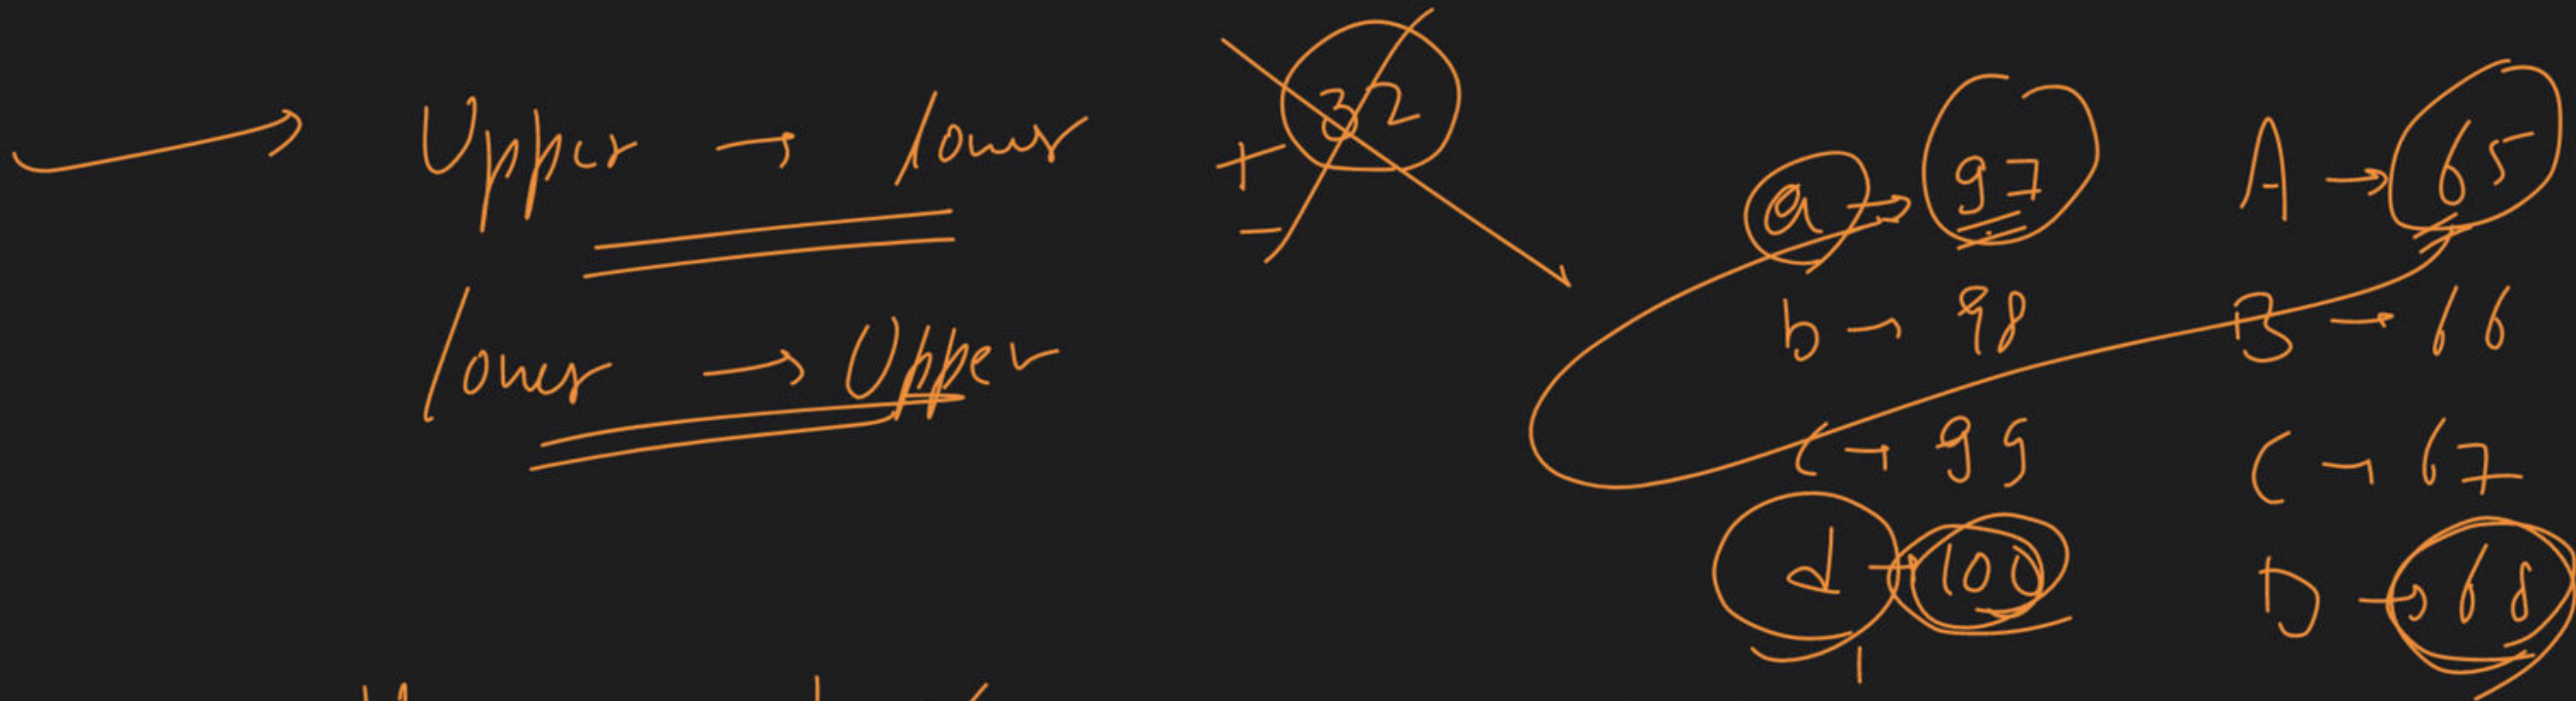 Upper → lower + - 32
lower → Upper
a → 97 A → 65
b → 98 B → 66
c → 99 C → 67
d → 100 D → 68